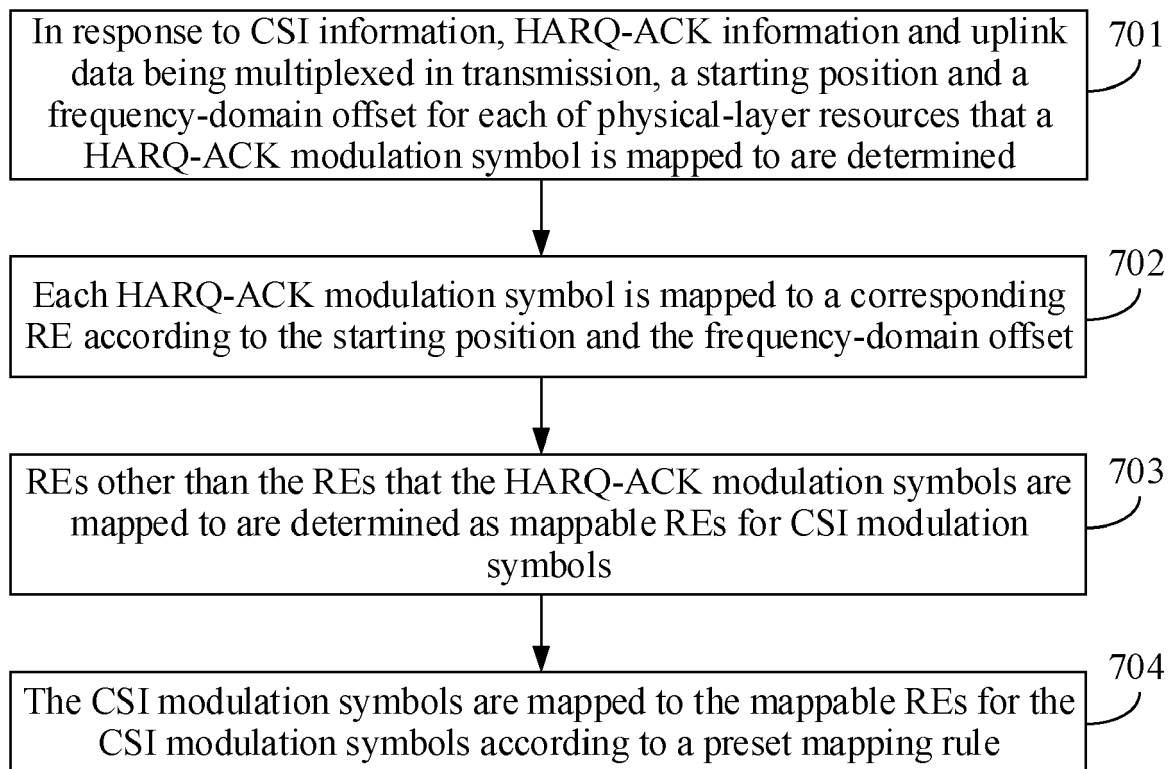 In response to CSI information, HARQ-ACK information and uplink
data being multiplexed in transmission, a starting position and a
frequency-domain offset for each of physical-layer resources that a
HARQ-ACK modulation symbol is mapped to are determined
701
Each HARQ-ACK modulation symbol is mapped to a corresponding
RE according to the starting position and the frequency-domain offset
702
REs other than the REs that the HARQ-ACK modulation symbols are
mapped to are determined as mappable REs for CSI modulation
symbols
703
The CSI modulation symbols are mapped to the mappable REs for the
CSI modulation symbols according to a preset mapping rule
704